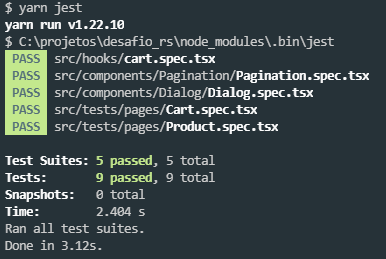 $ yarn jest
yarn run v1.22.10
$ C:\projetos\desafio_rs\node_modules\.bin\jest
PASS src/hooks/cart.spec.tsx
PASS src/components/Pagination/Pagination.spec.tsx
PASS src/components/Dialog/Dialog.spec.tsx
PASS src/tests/pages/Cart.spec.tsx
PASS src/tests/pages/Product.spec.tsx
Test Suites: 5 passed, 5 total
Tests: 9 passed, 9 total
Snapshots: 0 total
Time: 2.404 s
Ran all test suites.
Done in 3.12s.